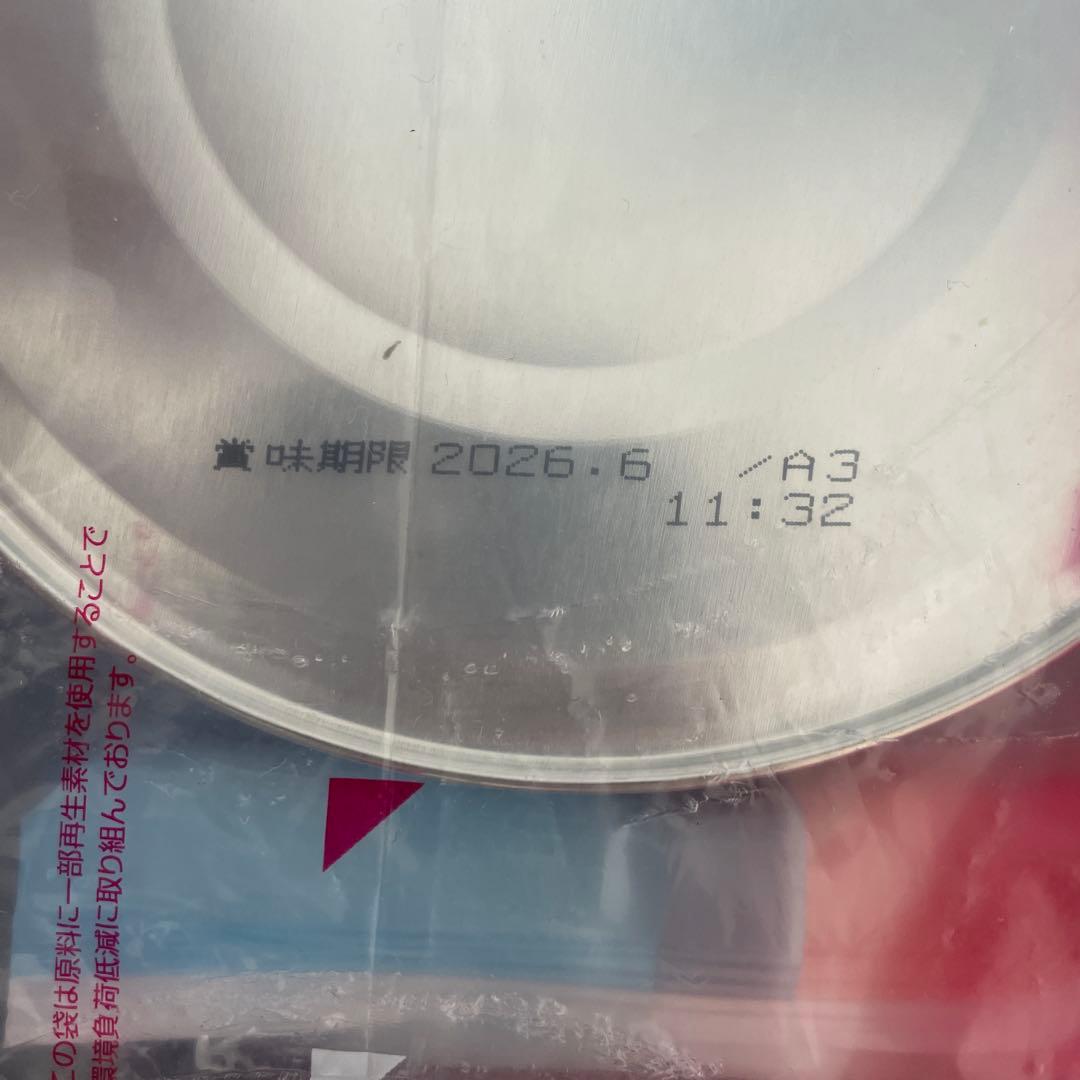 賞味期限 2026.6 /A3
11:32
この袋は原料に一部再生素材を使用することで
環境負荷低減に取り組んでおります。